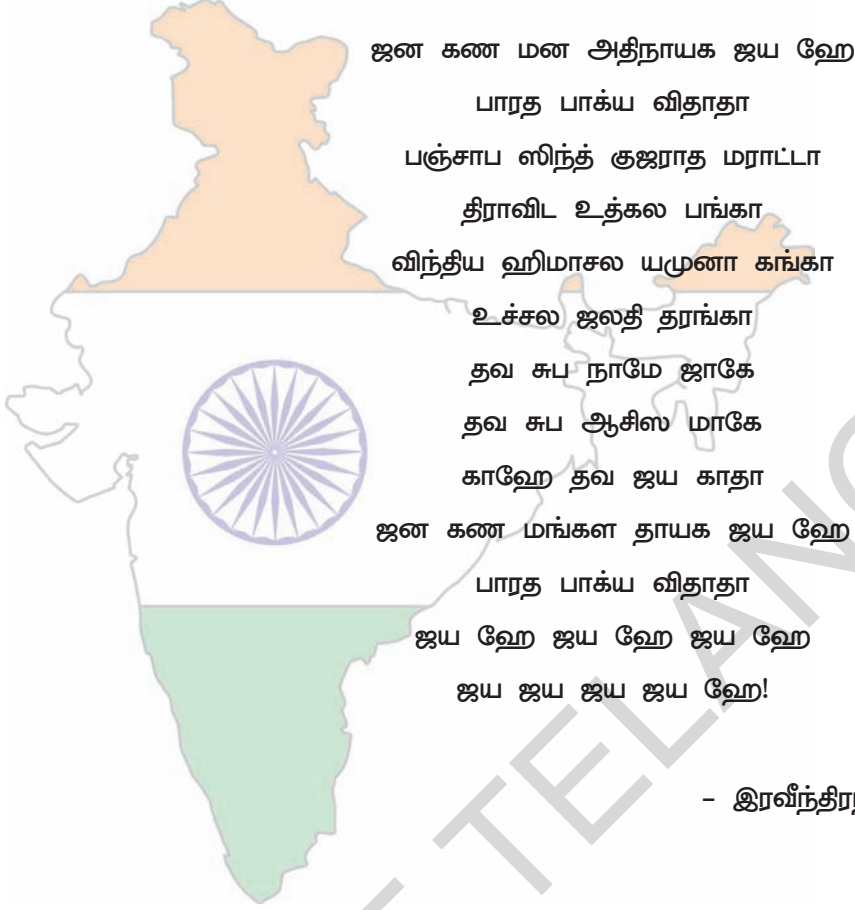 ஜன கண மன அதிநாயக ஜய ஹே
பாரத பாக்ய விதாதா
பஞ்சாப ஸிந்த் குஜராத மராட்டா
திராவிட உத்கல பங்கா
விந்திய ஹிமாசல யமுனா கங்கா
உச்சல ஜலதி தரங்கா
தவ சுப நாமே ஜாகே
தவ சுப ஆசிஸ மாகே
காஹே தவ ஜய காதா
ஜன கண மங்கள தாயக ஜய ஹே
பாரத பாக்ய விதாதா
ஜய ஹே ஜய ஹே ஜய ஹே
ஜய ஜய ஜய ஜய ஹே!
–
TELANG